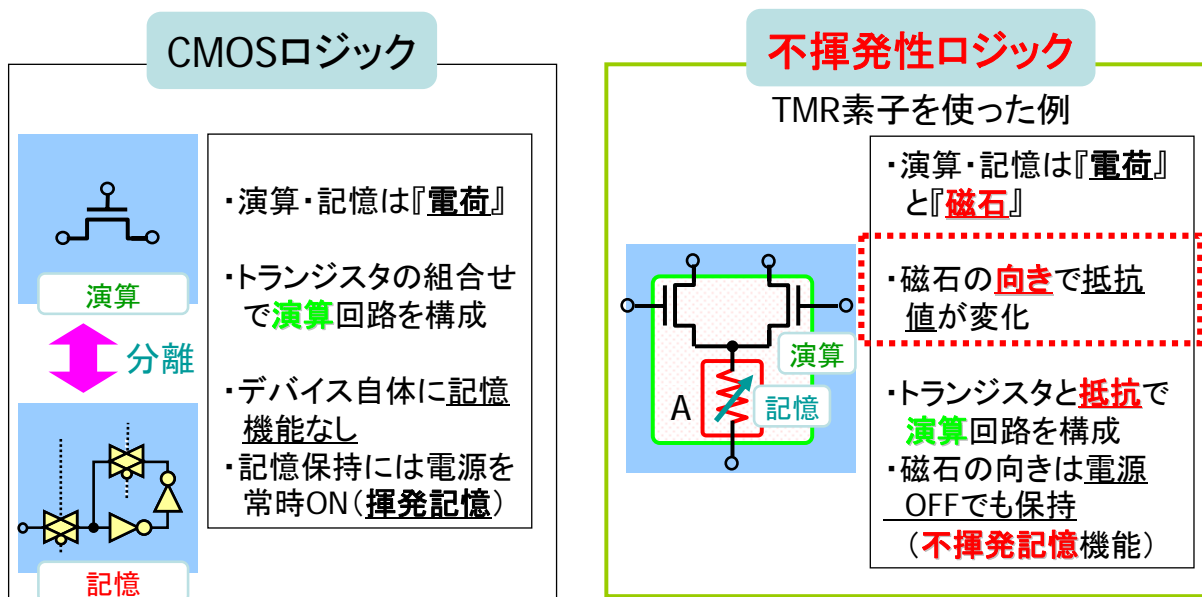 CMOSロジック
演算
分離
記憶
・演算・記憶は『電荷』
・トランジスタの組合せ
で演算回路を構成
・デバイス自体に記憶
機能なし
・記憶保持には電源を
常時ON(揮発記憶)
不揮発性ロジック
TMR素子を使った例
演算
A
記憶
・演算・記憶は『電荷』
と『磁石』
・磁石の向きで抵抗
値が変化
・トランジスタと抵抗で
演算回路を構成
・磁石の向きは電源
OFFでも保持
(不揮発記憶機能)